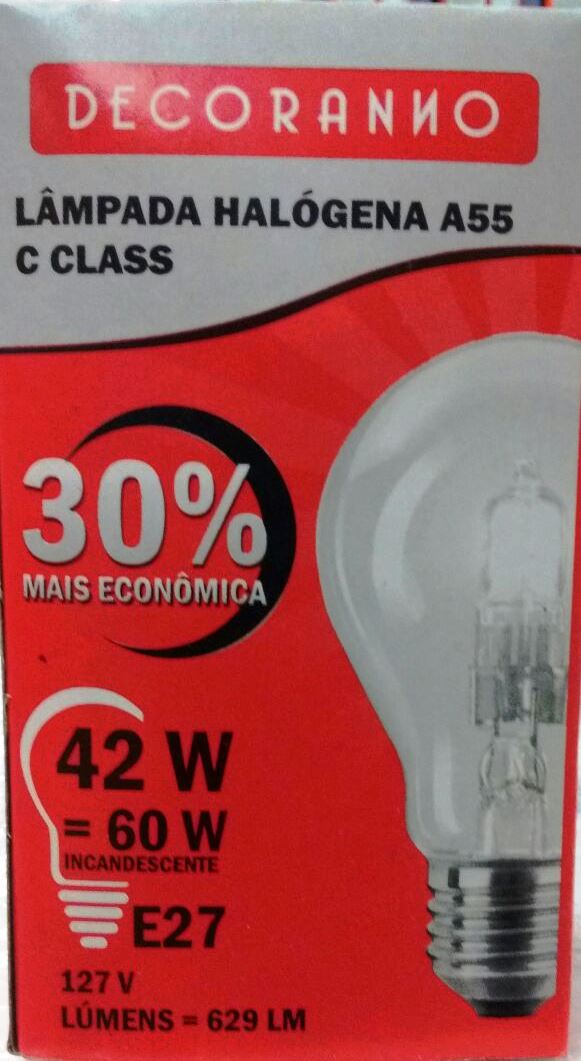 DECORANNO
LÂMPADA HALÓGENA A55
C CLASS
30%
MAIS ECONÔMICA
42 W
= 60 W
INCANDESCENTE
E27
127 V
LÚMENS = 629 LM